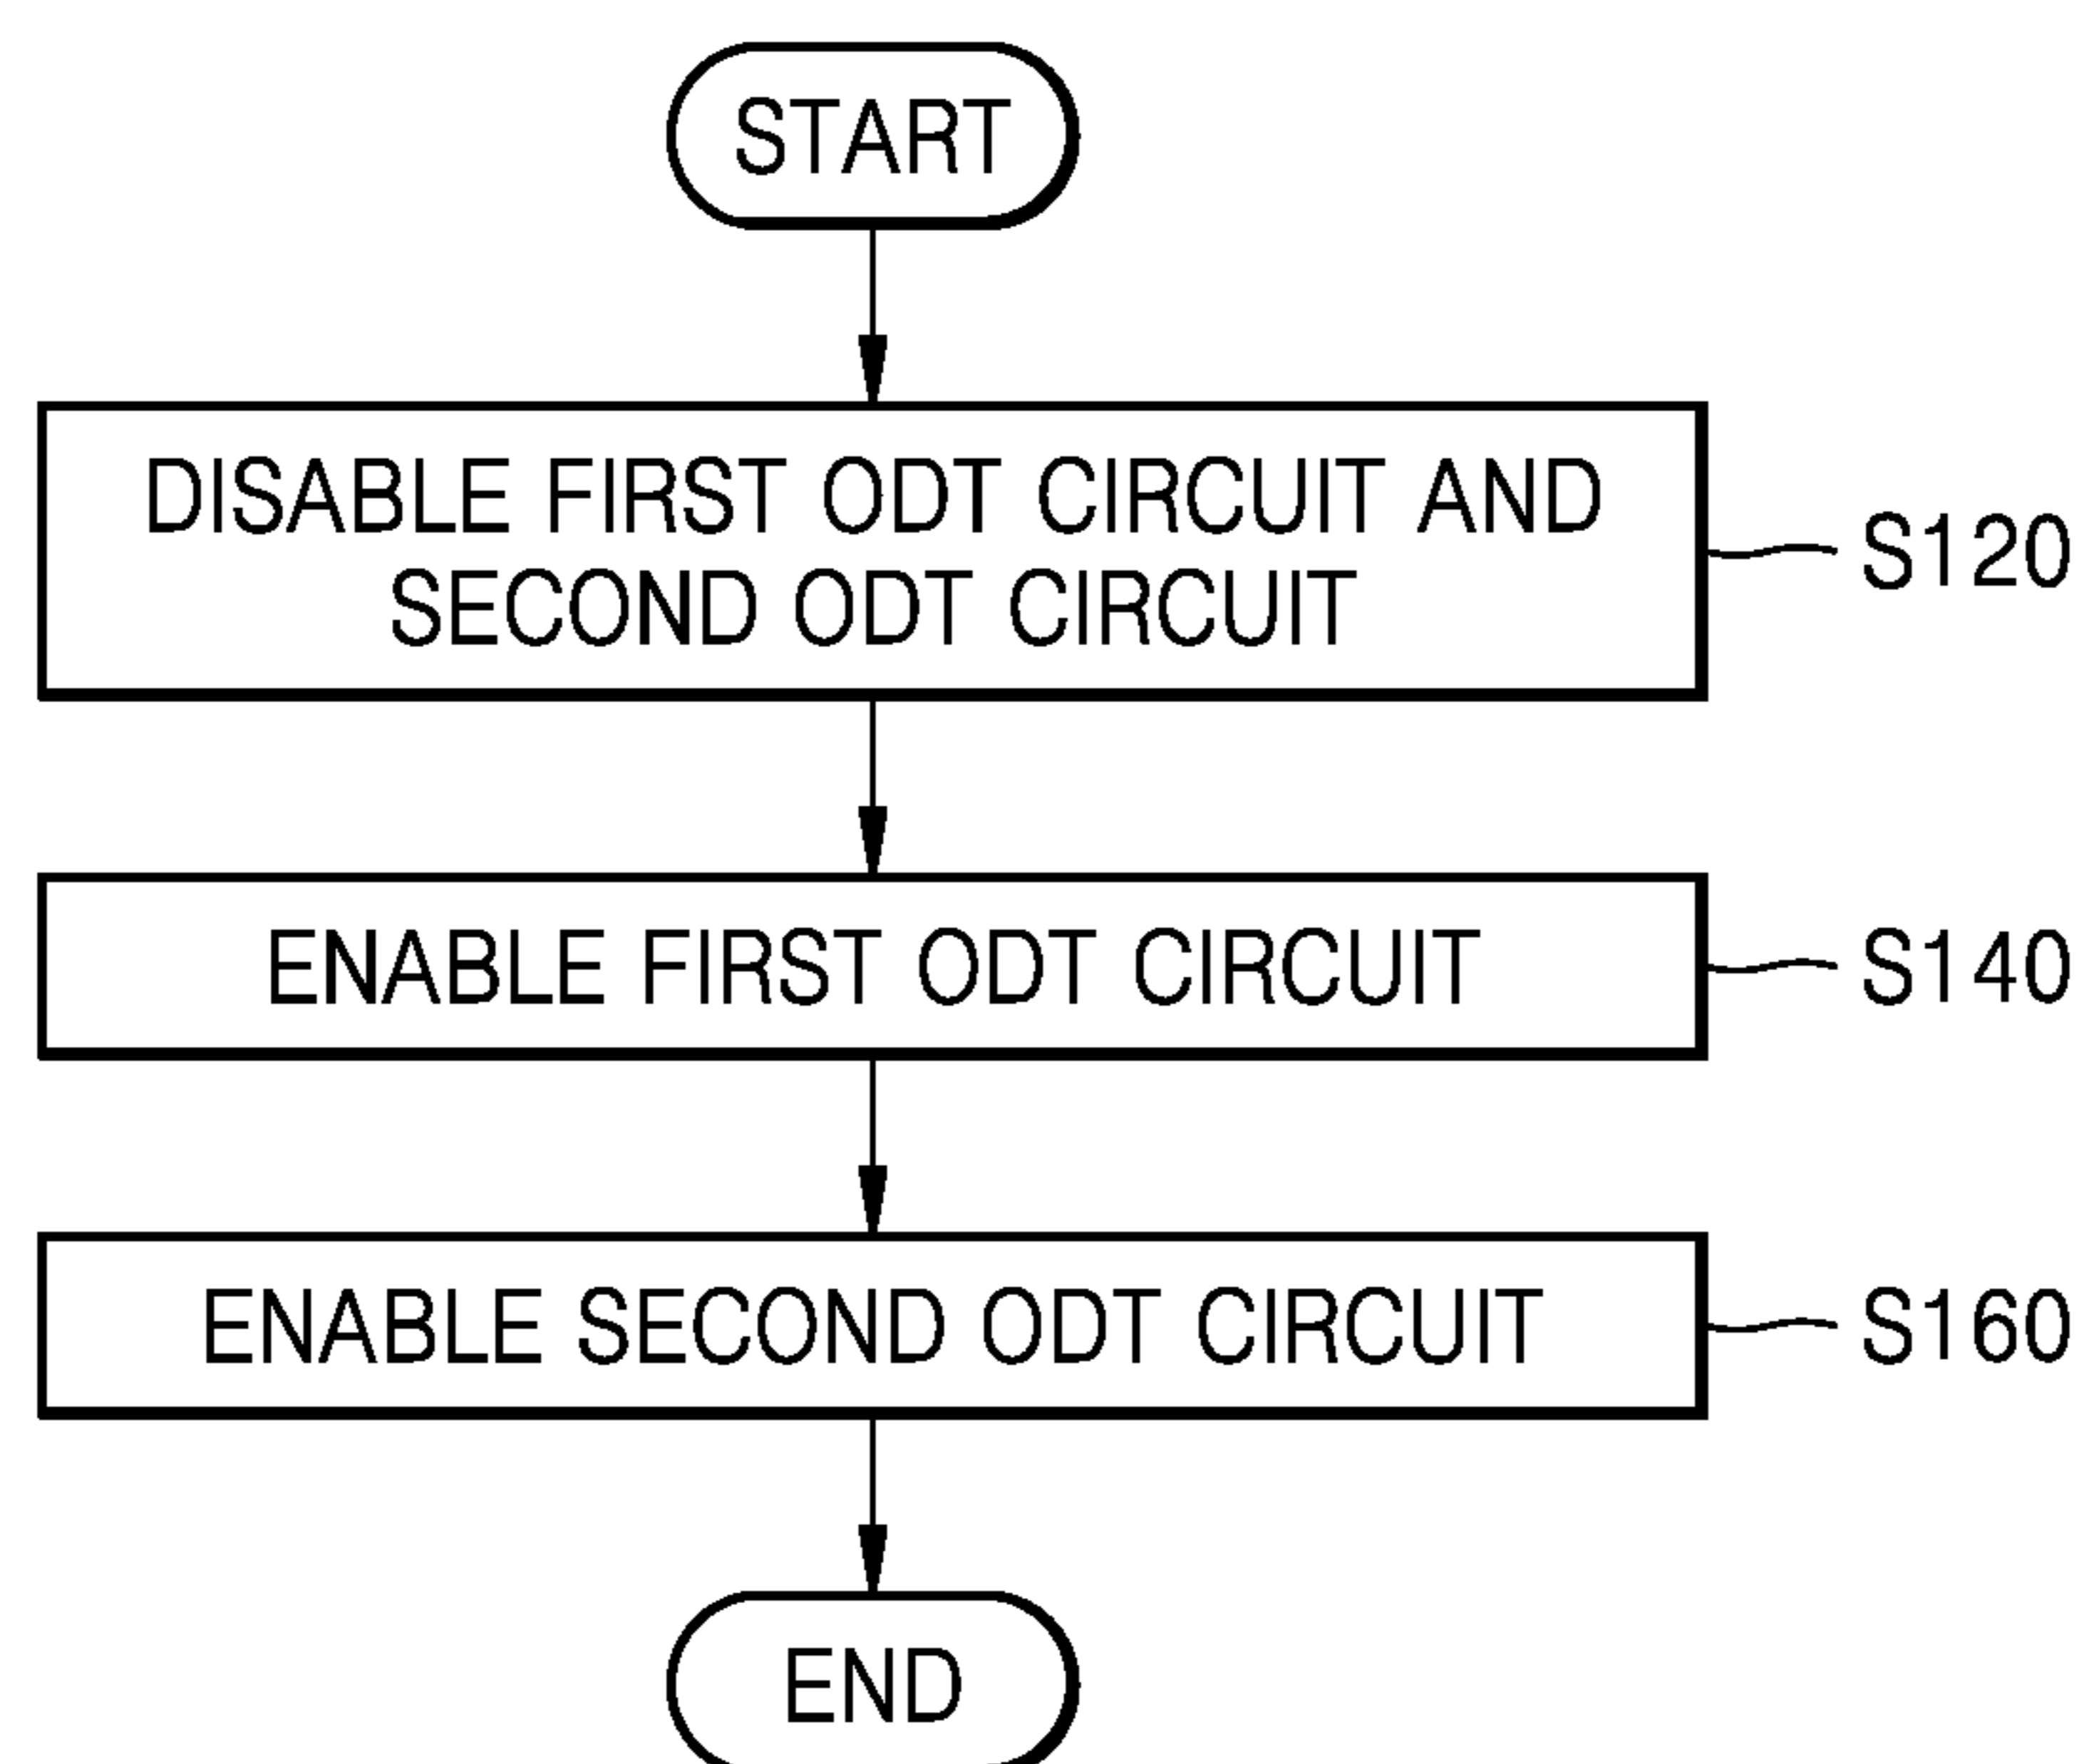 START
DISABLE FIRST ODT CIRCUIT AND
SECOND ODT CIRCUIT
S120
ENABLE FIRST ODT CIRCUIT
S140
ENABLE SECOND ODT CIRCUIT
S160
END